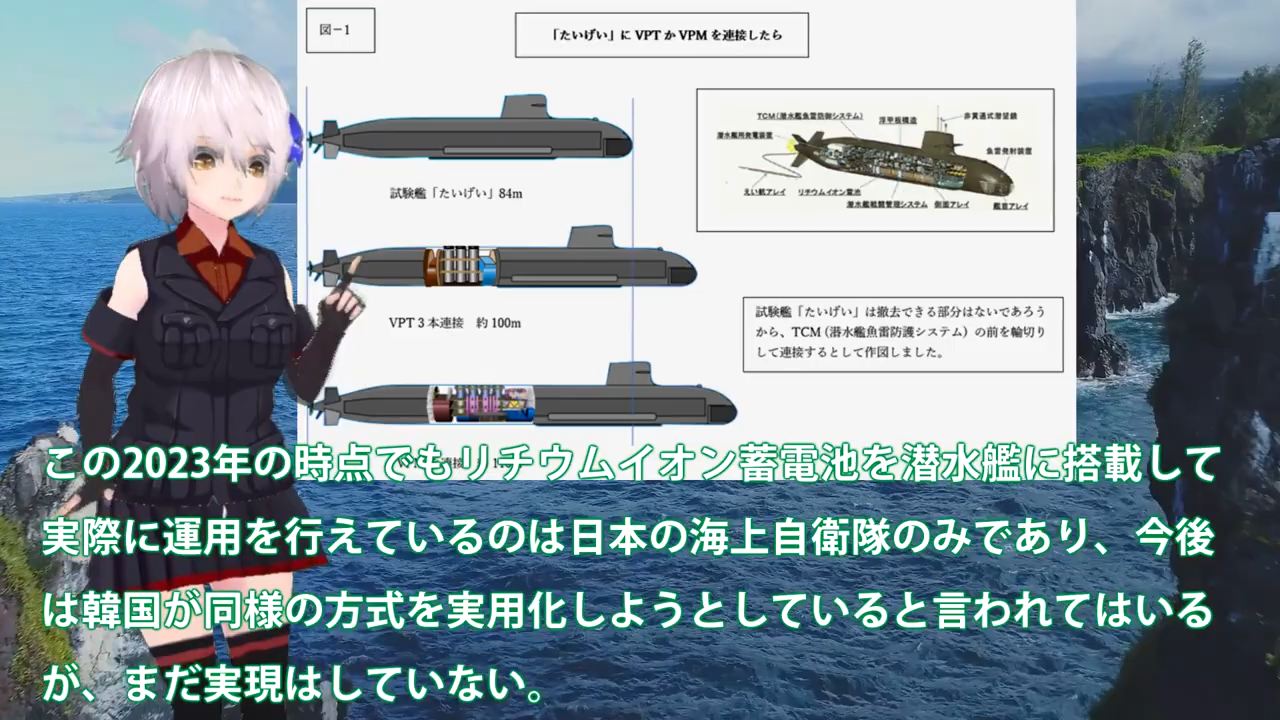 図－1
「たいげい」に VPT か VPM を連接したら
試験艦「たいげい」84m
VPT 3 本連接　約 100m
TCM（潜水艦魚雷防御システム）
浮甲板構造
非貫通式潜望鏡
潜水艦用発電装置
魚雷発射装置
えい航アレイ
リチウムイオン電池
潜水艦戦闘管理システム
側面アレイ
艦首アレイ
試験艦「たいげい」は撤去できる部分はないであろう
から、TCM（潜水艦魚雷防護システム）の前を輪切り
して連接するとして作図しました。
この2023年の時点でもリチウムイオン蓄電池を潜水艦に搭載して
実際に運用を行えているのは日本の海上自衛隊のみであり、今後
は韓国が同様の方式を実用化しようとしていると言われてはいる
が、まだ実現はしていない。